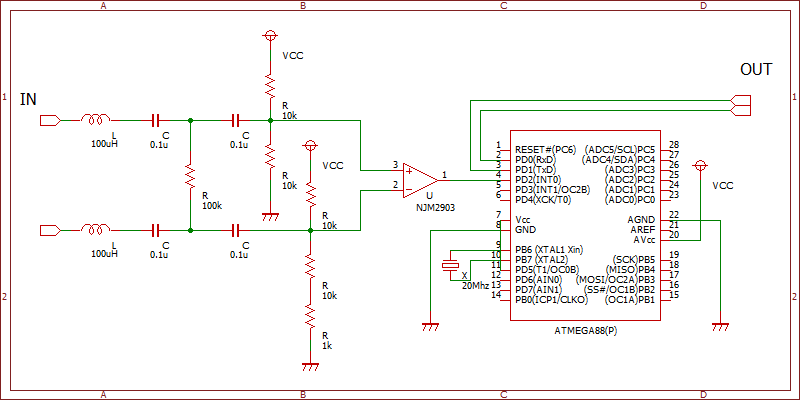 A B C D
VCC
OUT
IN
1 1
R
10k
L
100uH
C
0.1u
C
0.1u
VCC
R
10k
R
100k
3
2
1
U
NJM2903
R
10k
L
100uH
C
0.1u
C
0.1u
R
10k
R
1k
1 RESET#(PC6) (ADC5/SCL)PC5 28
2 PD0(RxD) (ADC4/SDA)PC4 27
3 PD1(TxD) (ADC3)PC3 26
4 PD2(INT0) (ADC2)PC2 25
5 PD3(INT1/OC2B) (ADC1)PC1 24
6 PD4(XCK/T0) (ADC0)PC0 23
VCC
7 Vcc AGND 22
8 GND AREF 21
AVcc 20
9 PB6 (XTAL1 Xin)
10 PB7 (XTAL2) (SCK)PB5 19
11 PD5(T1/OC0B) (MISO)PB4 18
12 PD6(AIN0) (MOSI/OC2A)PB3 17
13 PD7(AIN1) (SS#/OC1B)PB2 16
14 PB0(ICP1/CLKO) (OC1A)PB1 15
X
20Mhz
2 2
ATMEGA88(P)
A B C D